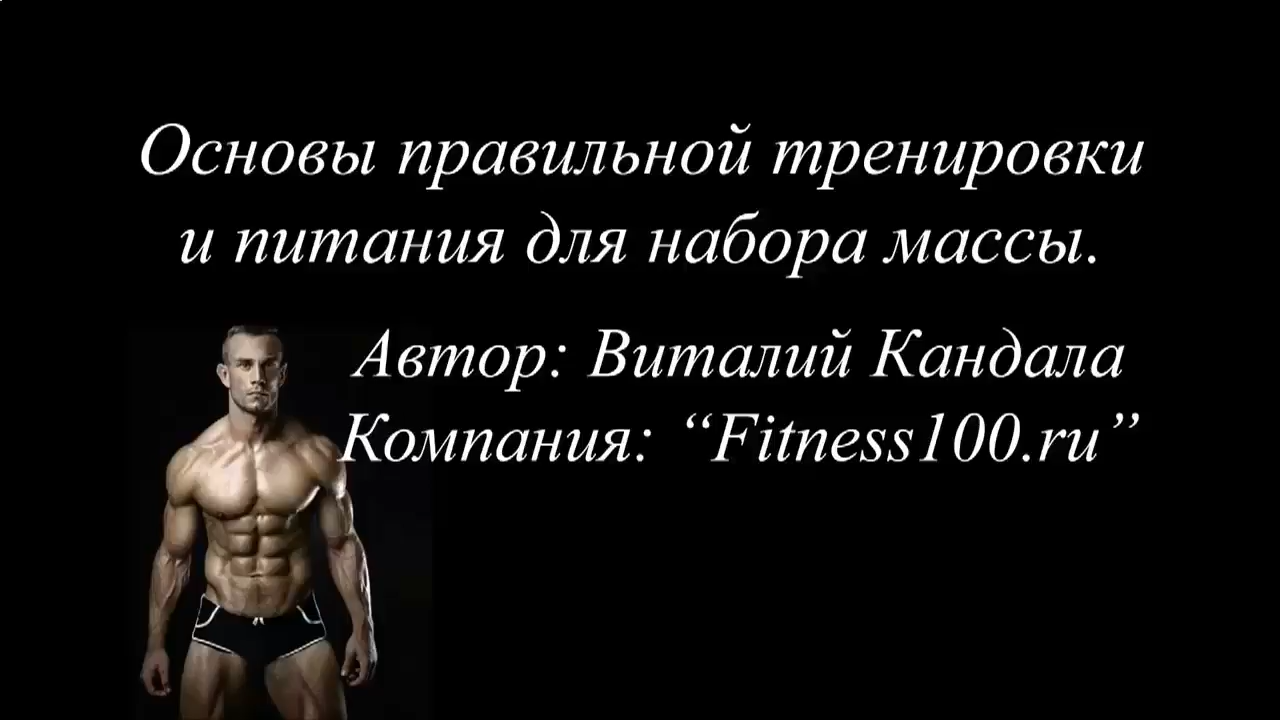 Основы правильной тренировки
и питания для набора массы.
Автор: Виталий Кандала
Компания: “Fitness100.ru”